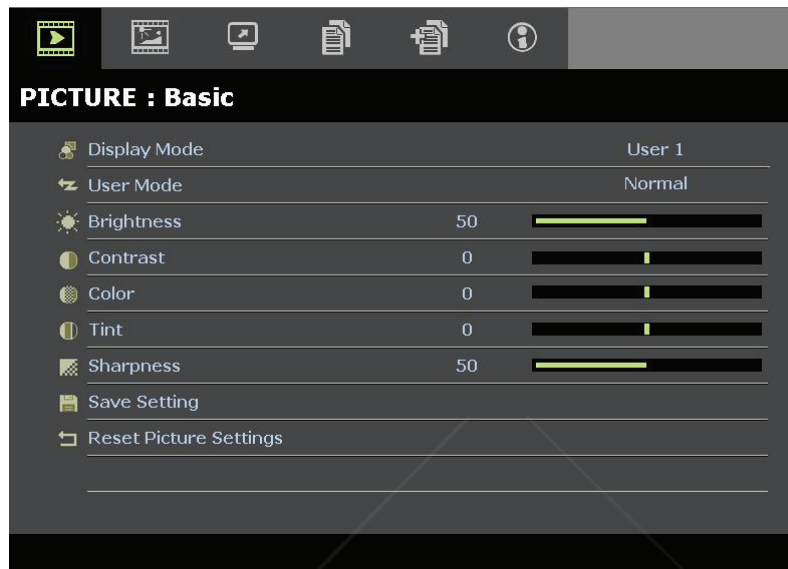 PICTURE : Basic
Display Mode User 1
User Mode Normal
Brightness 50
Contrast 0
Color 0
Tint 0
Sharpness 50
Save Setting
Reset Picture Settings